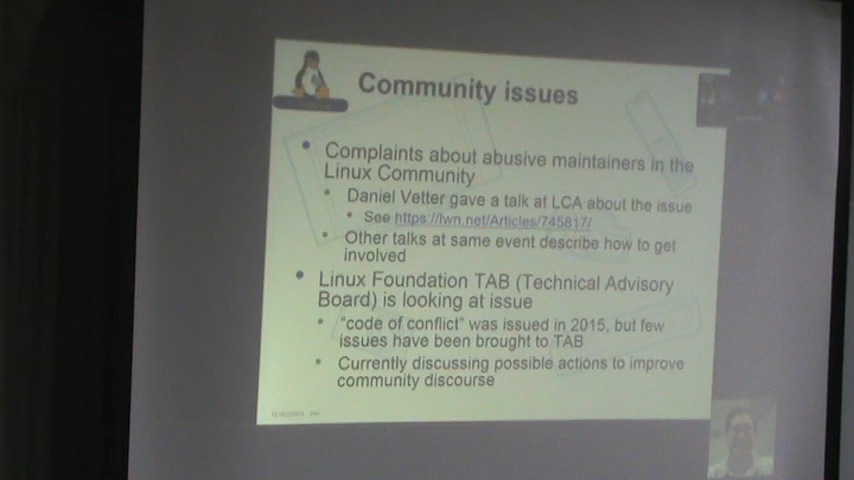 Community issues
Complaints about abusive maintainers in the
Linux Community
Daniel Vetter gave a talk at LCA about the issue
See https://lwn.net/Articles/745817/
Other talks at same event describe how to get
involved
Linux Foundation TAB (Technical Advisory
Board) is looking at issue
"code of conflict" was issued in 2015, but few
issues have been brought to TAB
Currently discussing possible actions to improve
community discourse